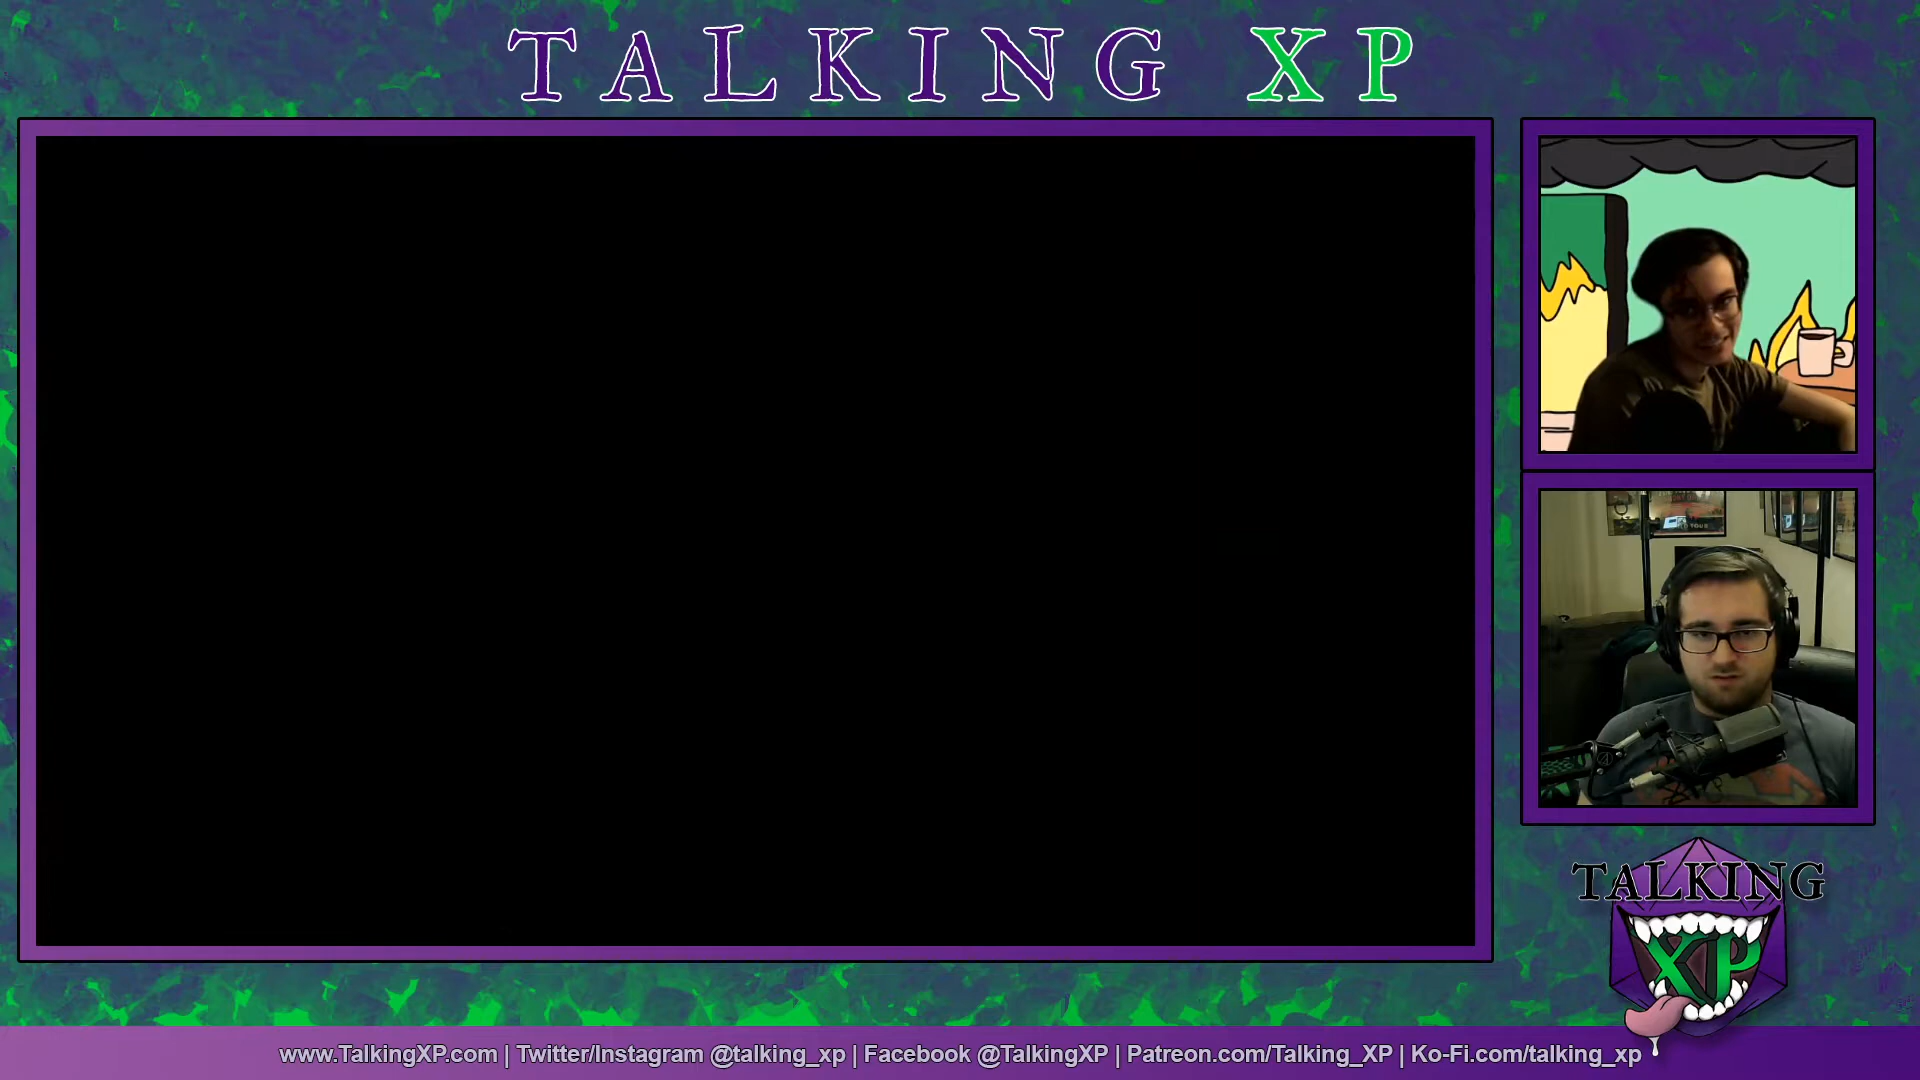 TALKING XP
TALKING
XP
www.TalkingXP.com | Twitter/Instagram @talking_xp | Facebook @TalkingXP | Patreon.com/Talking_XP | Ko-Fi.com/talking_xp